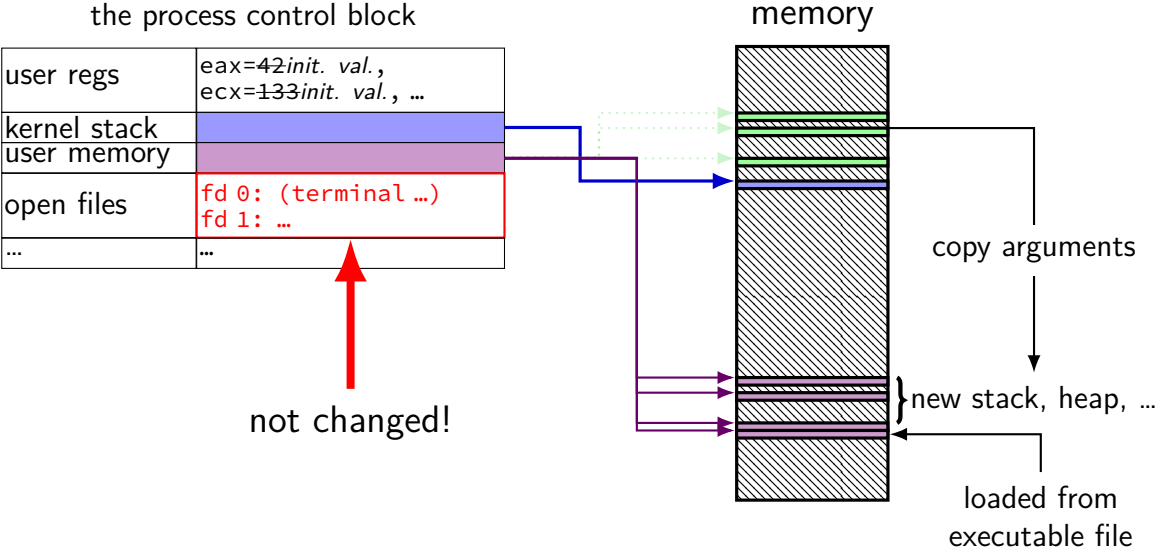 the process control block
memory
user regs
eax=42init. val.,
ecx=133init. val., …
kernel stack
user memory
open files
fd 0: (terminal …)
fd 1: …
…
…
not changed!
copy arguments
new stack, heap, …
loaded from
executable file